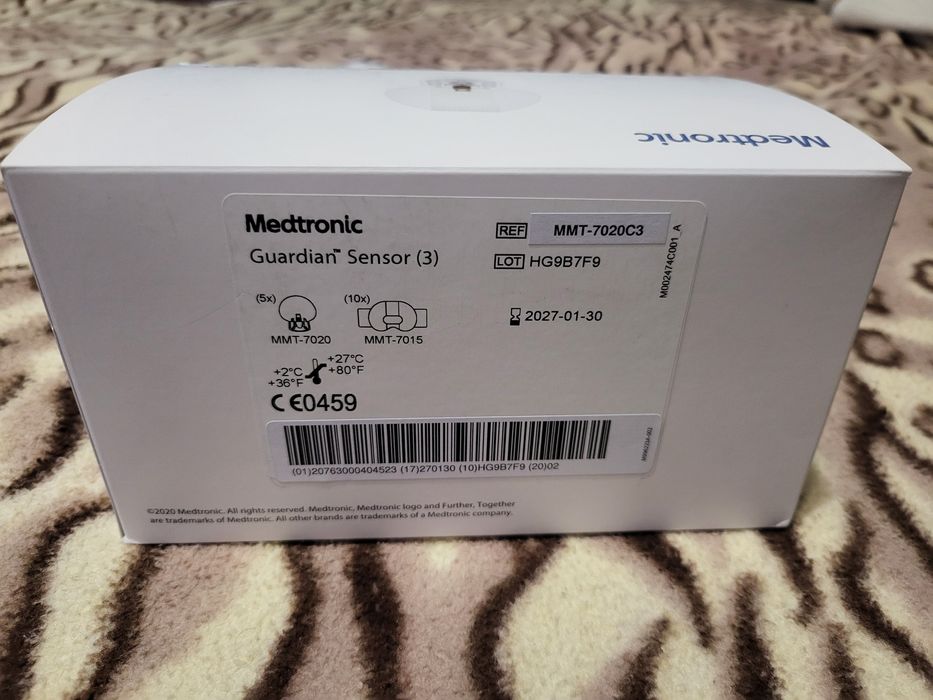 Medtronic
Medtronic
Guardian™ Sensor (3)
REF MMT-7020C3
LOT HG9B7F9
M002474C001_A
(5x)
MMT-7020
(10x)
MMT-7015
2027-01-30
+27°C
+80°F
+2°C
+36°F
CE0459
(01)20763000404523 (17)270130 (10)HG9B7F9 (20)02
©2020 Medtronic. All rights reserved. Medtronic, Medtronic logo and Further, Together
are trademarks of Medtronic. All other brands are trademarks of a Medtronic company.